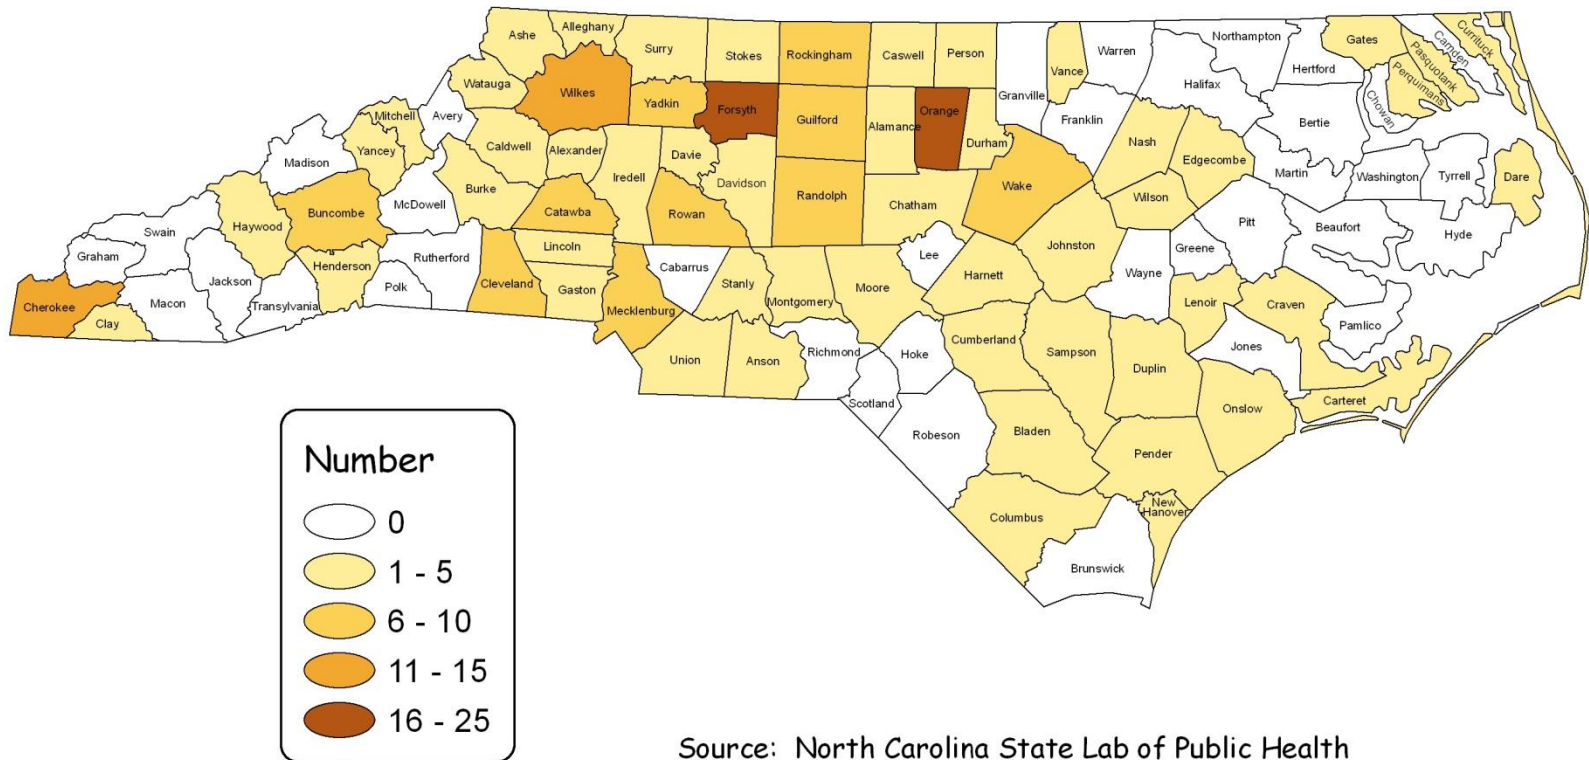 Ashe
Alleghany
Surry
Stokes
Rockingham
Caswell
Person
Granville
Vance
Warren
Northampton
Halifax
Hertford
Gates
Camden
Currituck
Pasquotank
Perquimans
Chowan
Bertie
Watauga
Wilkes
Yadkin
Forsyth
Guilford
Alamance
Orange
Durham
Franklin
Mitchell
Avery
Caldwell
Alexander
Iredell
Davie
Davidson
Randolph
Chatham
Wake
Nash
Edgecombe
Martin
Washington
Tyrrell
Dare
Madison
Yancey
Burke
McDowell
Buncombe
Haywood
Swain
Graham
Cherokee
Clay
Macon
Jackson
Transylvania
Henderson
Polk
Rutherford
Cleveland
Catawba
Lincoln
Gaston
Rowan
Mecklenburg
Cabarrus
Stanly
Montgomery
Moore
Lee
Harnett
Johnston
Wilson
Wayne
Greene
Pitt
Beaufort
Hyde
Lenoir
Craven
Pamlico
Jones
Union
Anson
Richmond
Hoke
Scotland
Cumberland
Sampson
Duplin
Onslow
Carteret
Robeson
Bladen
Pender
New
Hanover
Columbus
Brunswick
Number
0
1 - 5
6 - 10
11 - 15
16 - 25
Source: North Carolina State Lab of Public Health